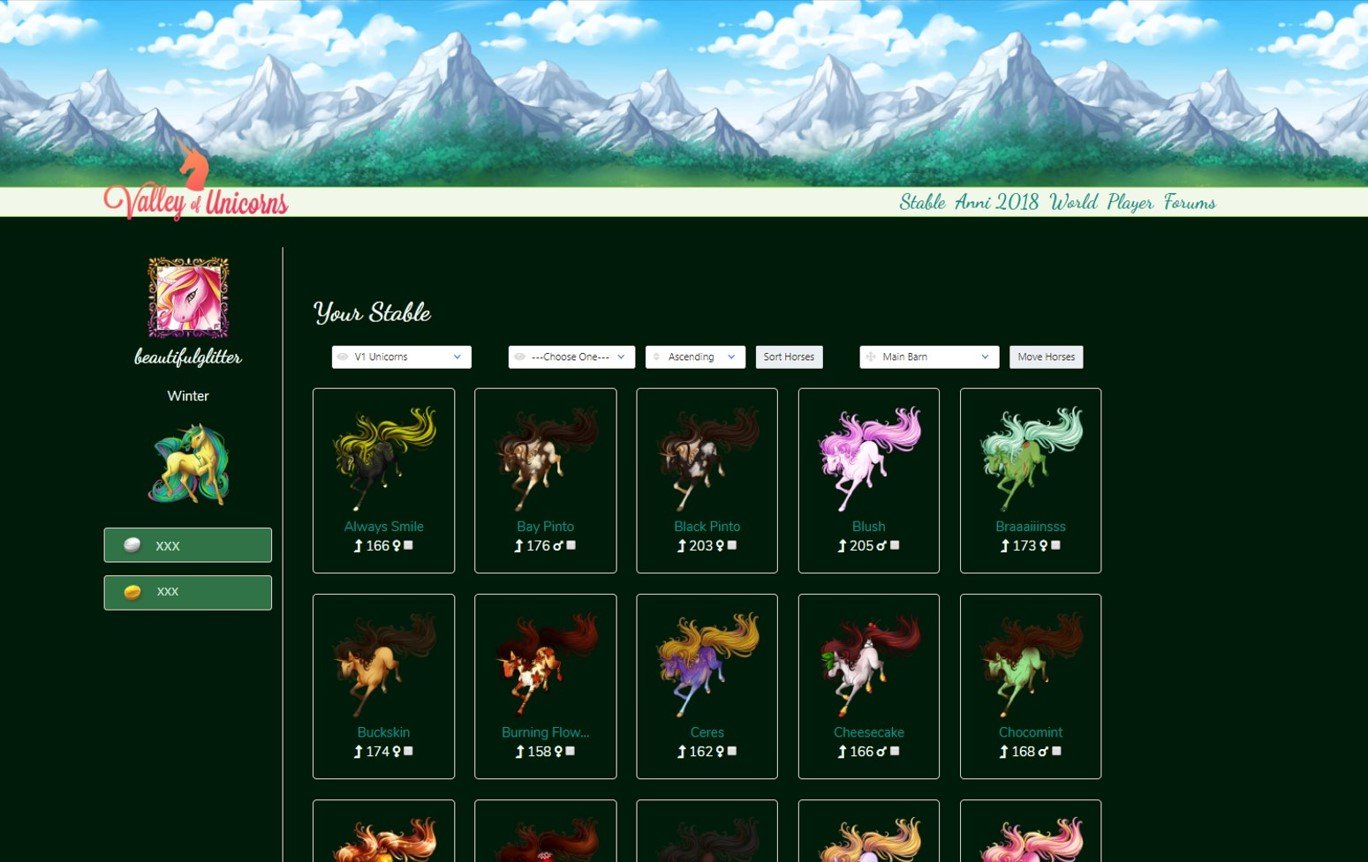 Valley of Unicorns
Stable Anni 2018 World Player Forums
beautifulglitter
Winter
XXX
XXX
Your Stable
V1 Unicorns
---Choose One---
Ascending
Sort Horses
Main Barn
Move Horses
Always Smile
166
Bay Pinto
176
Black Pinto
203
Blush
205
Braaaiiinsss
173
Buckskin
174
Burning Flow...
158
Ceres
162
Cheesecake
166
Chocomint
168